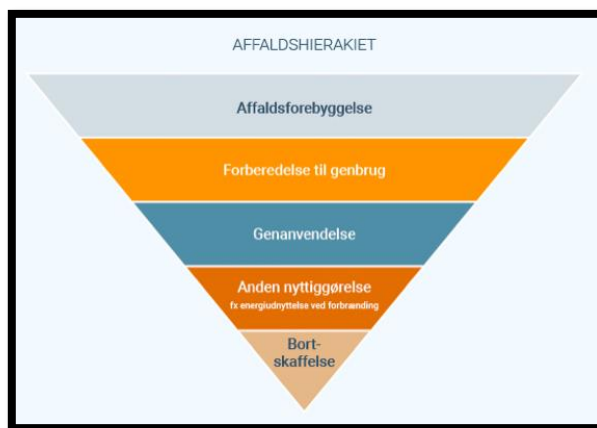 AFFALDSHIERAKIET
Affaldsforebyggelse
Forberedelse til genbrug
Genanvendelse
Anden nyttiggørelse
fx energiudnyttelse ved forbrænding
Bort-
skaffelse